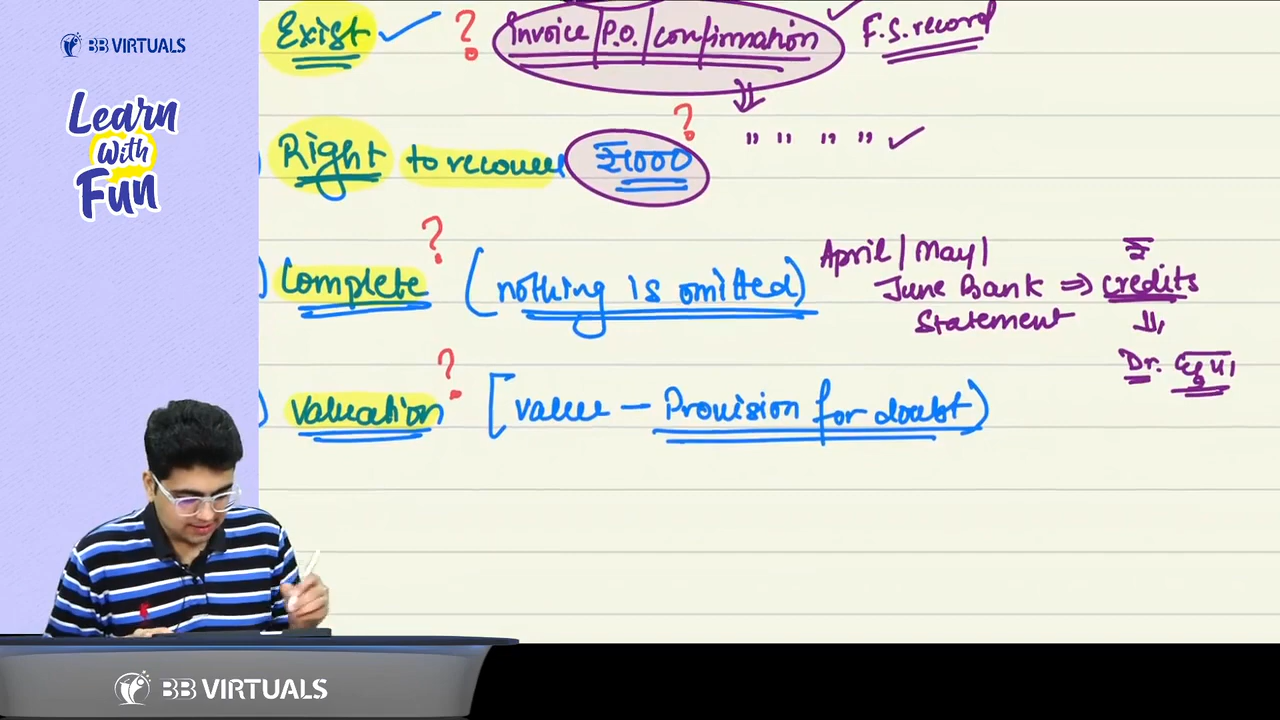 BB VIRTUALS
Learn
With
Fun
Exist ? Invoice | P.O. | confirmation F.S. record
Right to recover ₹1000 ? " " " "
Complete ? (nothing is omitted) April | May |
June Bank ⇒ credits
Statement
₹
Dr.
Valuation ? [value – Provision for doubt)
BB VIRTUALS